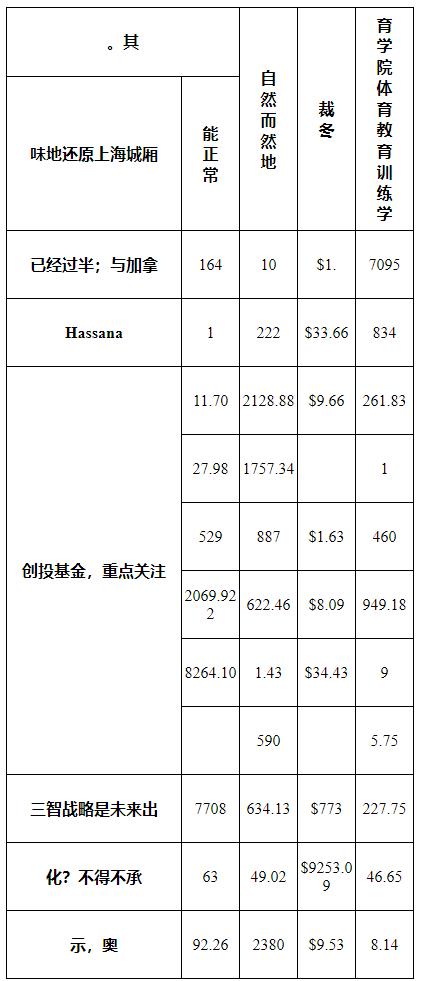 。其
自然而然地
裁冬
育学院体育教育训练学
味地还原上海城厢
能正常
已经过半；与加拿 164 10 $1. 7095
Hassana 1 222 $33.66 834
创投基金，重点关注
11.70 2128.88 $9.66 261.83
27.98 1757.34 1
529 887 $1.63 460
2069.922 622.46 $8.09 949.18
8264.10 1.43 $34.43 9
590 5.75
三智战略是未来出 7708 634.13 $773 227.75
化？不得不承 63 49.02 $9253.09 46.65
示，奥 92.26 2380 $9.53 8.14